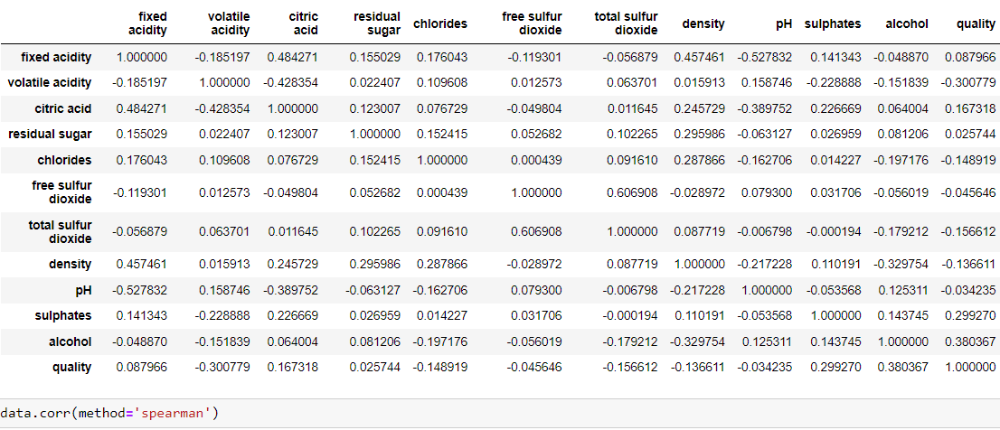 fixed acidity volatile acidity citric acid residual sugar chlorides free sulfur dioxide total sulfur dioxide density pH sulphates alcohol quality
fixed acidity 1.000000 -0.185197 0.484271 0.155029 0.176043 -0.119301 -0.056879 0.457461 -0.527832 0.141343 -0.048870 0.087966
volatile acidity -0.185197 1.000000 -0.428354 0.022407 0.109608 0.012573 0.063701 0.015913 0.158746 -0.228888 -0.151839 -0.300779
citric acid 0.484271 -0.428354 1.000000 0.123007 0.076729 -0.049804 0.011645 0.245729 -0.389752 0.226669 0.064004 0.167318
residual sugar 0.155029 0.022407 0.123007 1.000000 0.152415 0.052682 0.102265 0.295986 -0.063127 0.026959 0.081206 0.025744
chlorides 0.176043 0.109608 0.076729 0.152415 1.000000 0.000439 0.091610 0.287866 -0.162706 0.014227 -0.197176 -0.148919
free sulfur dioxide -0.119301 0.012573 -0.049804 0.052682 0.000439 1.000000 0.606908 -0.028972 0.079300 0.031706 -0.056019 -0.045646
total sulfur dioxide -0.056879 0.063701 0.011645 0.102265 0.091610 0.606908 1.000000 0.087719 -0.006798 -0.000194 -0.179212 -0.156612
density 0.457461 0.015913 0.245729 0.295986 0.287866 -0.028972 0.087719 1.000000 -0.217228 0.110191 -0.329754 -0.136611
pH -0.527832 0.158746 -0.389752 -0.063127 -0.162706 0.079300 -0.006798 -0.217228 1.000000 -0.053568 0.125311 -0.034235
sulphates 0.141343 -0.228888 0.226669 0.026959 0.014227 0.031706 -0.000194 0.110191 -0.053568 1.000000 0.143745 0.299270
alcohol -0.048870 -0.151839 0.064004 0.081206 -0.197176 -0.056019 -0.179212 -0.329754 0.125311 0.143745 1.000000 0.380367
quality 0.087966 -0.300779 0.167318 0.025744 -0.148919 -0.045646 -0.156612 -0.136611 -0.034235 0.299270 0.380367 1.000000
data.corr(method='spearman')